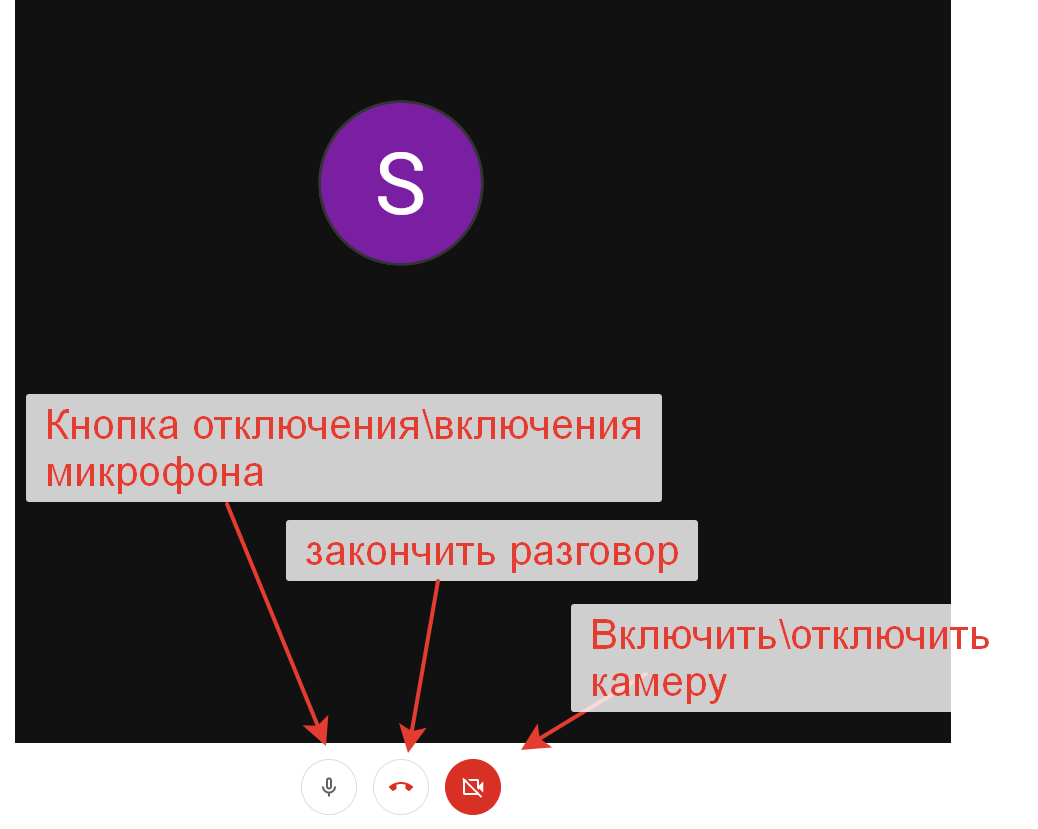 S
Кнопка отключения\включения
микрофона
закончить разговор
Включить\отключить
камеру